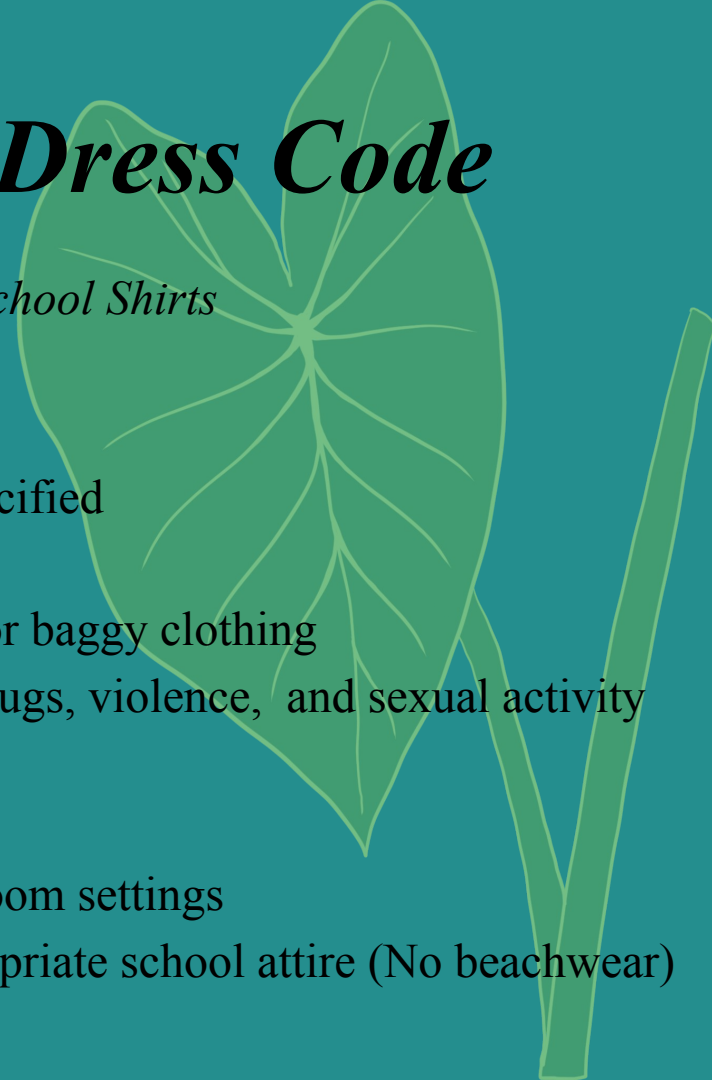 Dress Code
chool Shirts
cified
or baggy clothing
ugs, violence,  and sexual activity
oom settings
priate school attire (No beachwear)